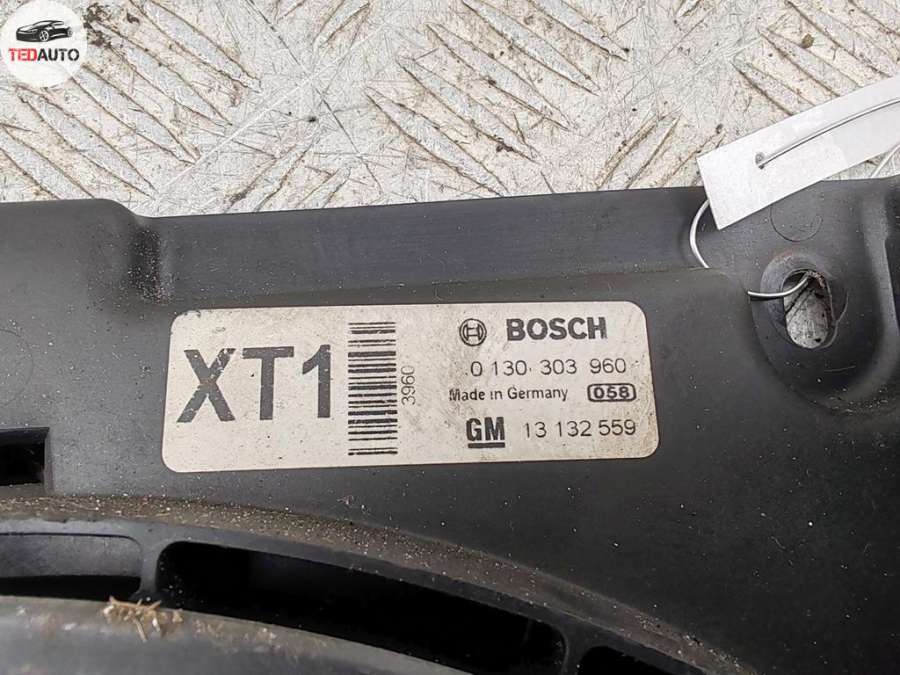 TEDAUTO
XT1
3960
BOSCH
0 130 303 960
Made in Germany 058
GM 13 132 559